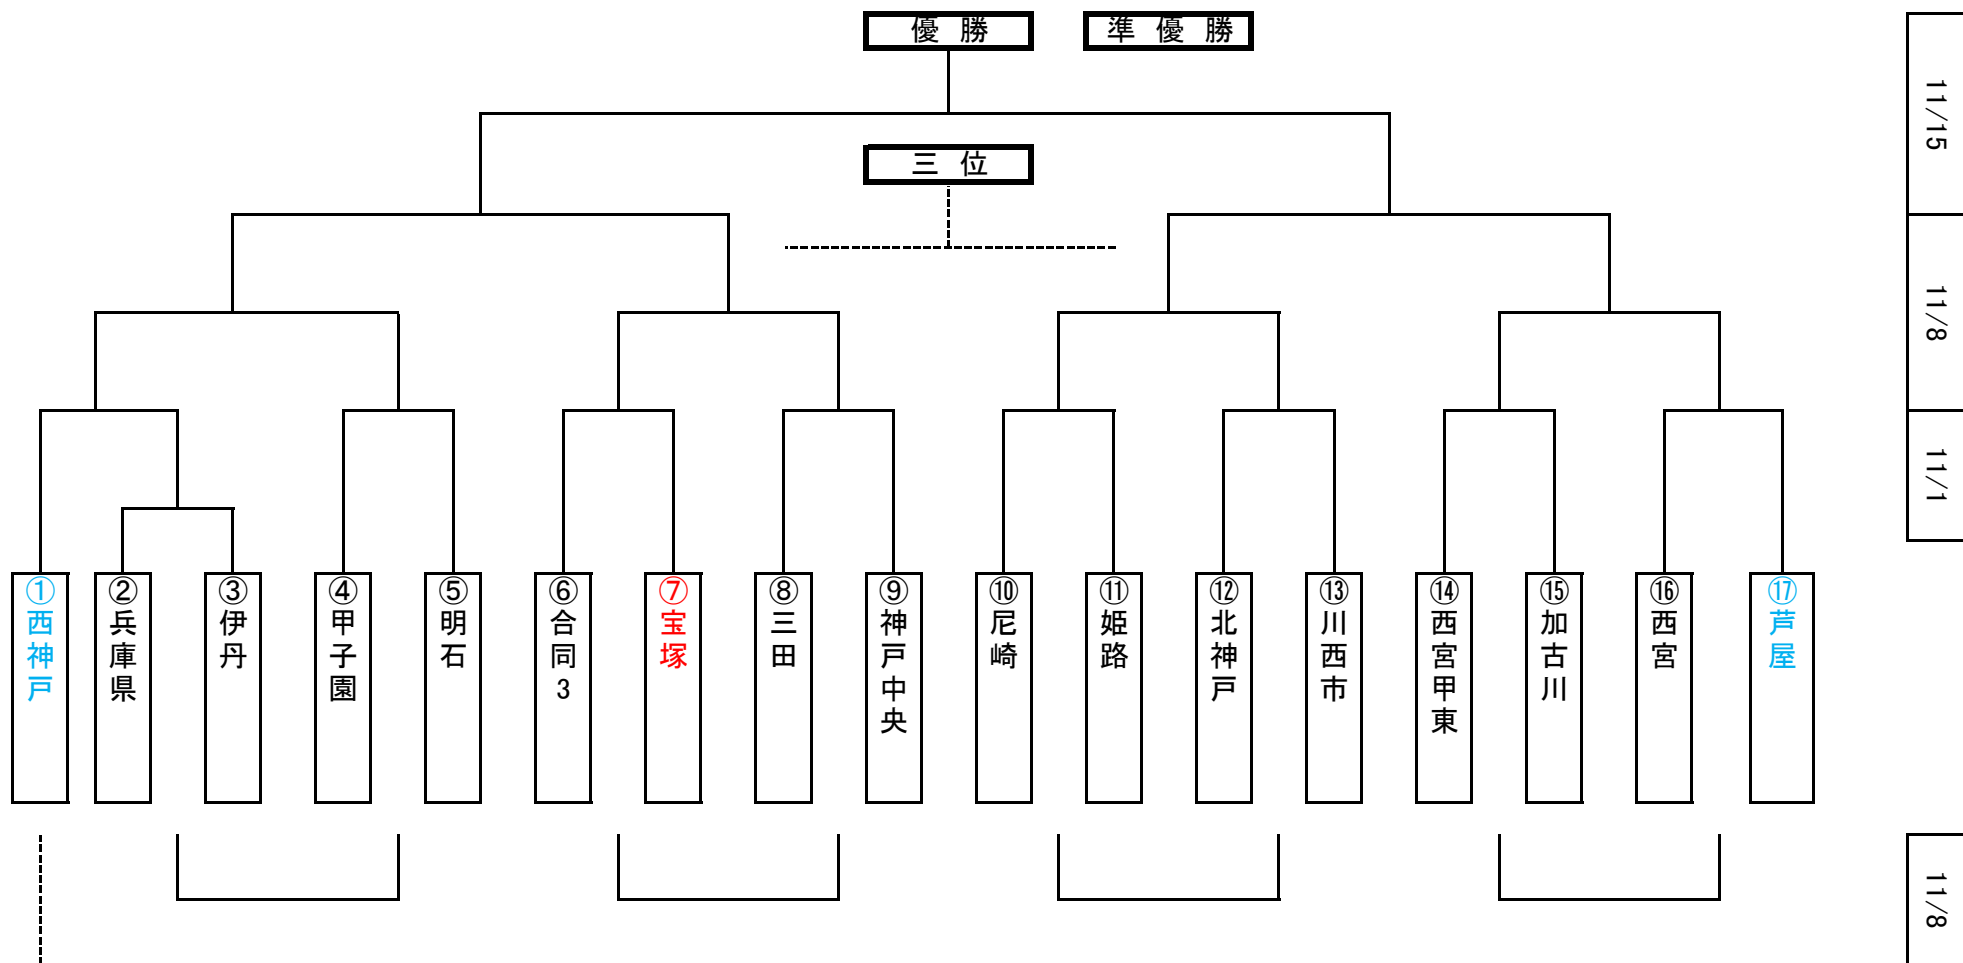 優勝
準優勝
三位
11/15
11/8
11/1
①西神戸
②兵庫県
③伊丹
④甲子園
⑤明石
⑥合同3
⑦宝塚
⑧三田
⑨神戸中央
⑩尼崎
⑪姫路
⑫北神戸
⑬川西市
⑭西宮甲東
⑮加古川
⑯西宮
⑰芦屋
11/8